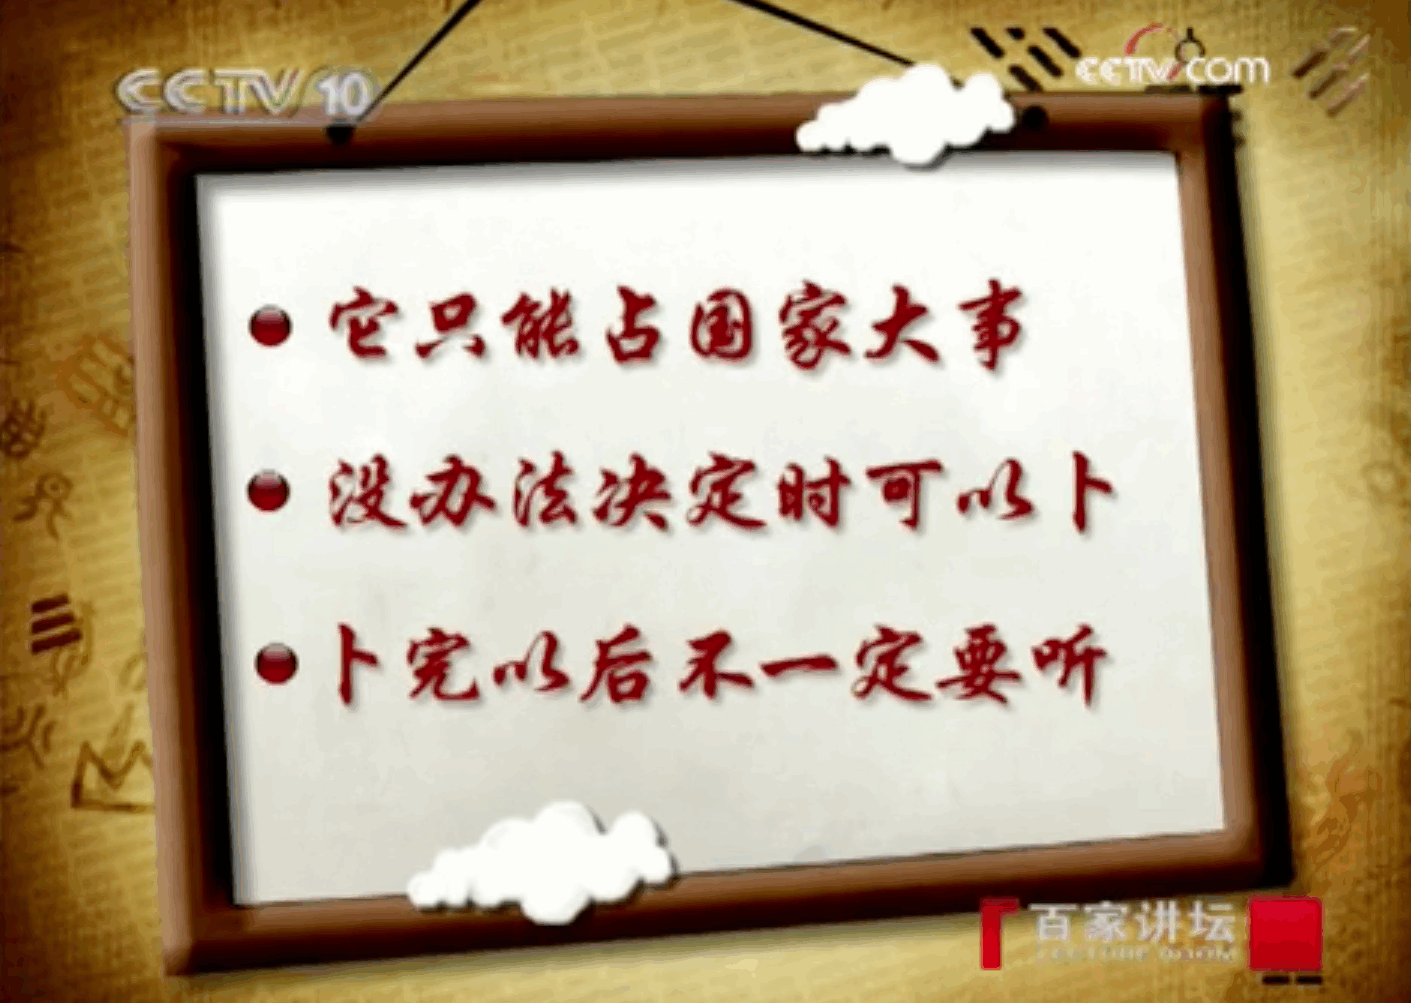 CCTV 10
CCTV.com
它只能占国家大事
没办法决定时可以卜
卜完以后不一定要听
百家讲坛
LECTURE ROOM